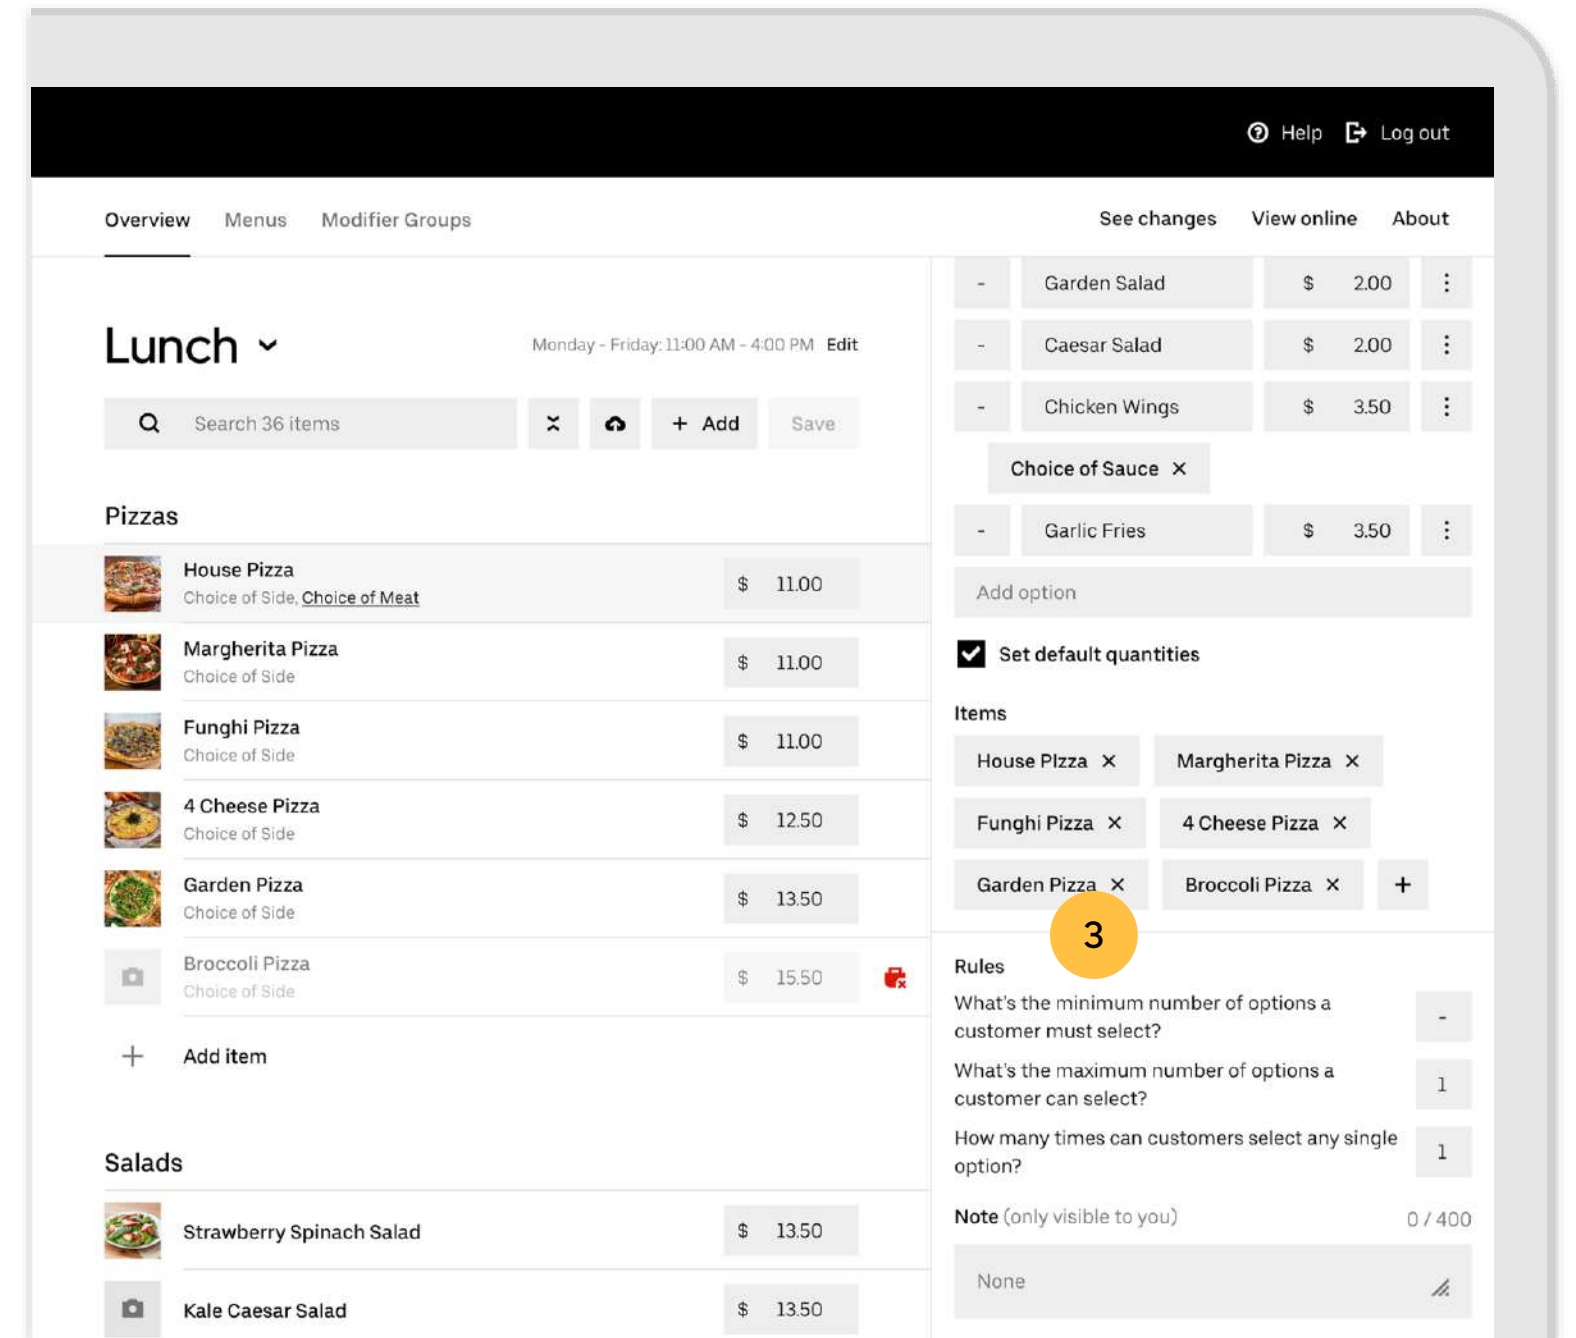 Help Log out
Overview Menus Modifier Groups See changes View online About
Lunch Monday - Friday: 11:00 AM - 4:00 PM Edit
Search 36 items + Add Save
Pizzas
House Pizza $ 11.00
Choice of Side, Choice of Meat
Margherita Pizza $ 11.00
Choice of Side
Funghi Pizza $ 11.00
Choice of Side
4 Cheese Pizza $ 12.50
Choice of Side
Garden Pizza $ 13.50
Choice of Side
Broccoli Pizza $ 15.50
Choice of Side
+ Add item
Salads
Strawberry Spinach Salad $ 13.50
Kale Caesar Salad $ 13.50
- Garden Salad $ 2.00
- Caesar Salad $ 2.00
- Chicken Wings $ 3.50
Choice of Sauce ×
- Garlic Fries $ 3.50
Add option
Set default quantities
Items
House PIzza × Margherita Pizza ×
Funghi Pizza × 4 Cheese Pizza ×
Garden Pizza × Broccoli Pizza × +
3
Rules
What's the minimum number of options a
customer must select? -
What's the maximum number of options a
customer can select? 1
How many times can customers select any single
option? 1
Note (only visible to you) 0 / 400
None